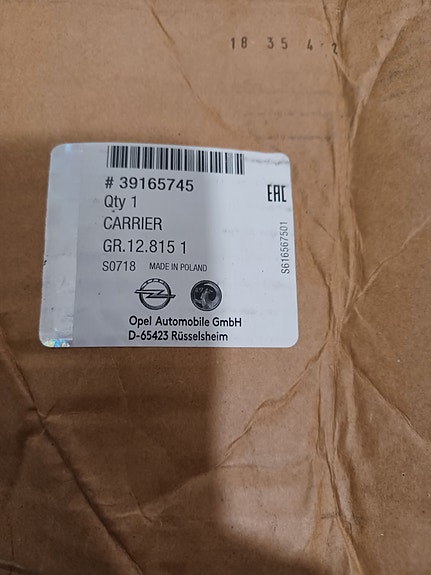 18 35 4 2
# 39165745
Qty 1
CARRIER
GR.12.815 1
S0718 MADE IN POLAND
EAC
S616567501
Opel Automobile GmbH
D-65423 Rüsselsheim